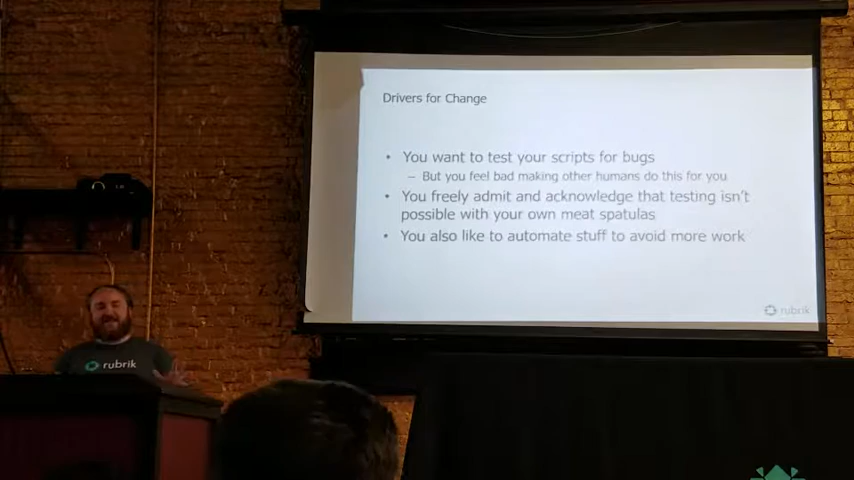 Drivers for Change
• You want to test your scripts for bugs
– But you feel bad making other humans do this for you
• You freely admit and acknowledge that testing isn't
possible with your own meat spatulas
• You also like to automate stuff to avoid more work
rubrik
rubrik